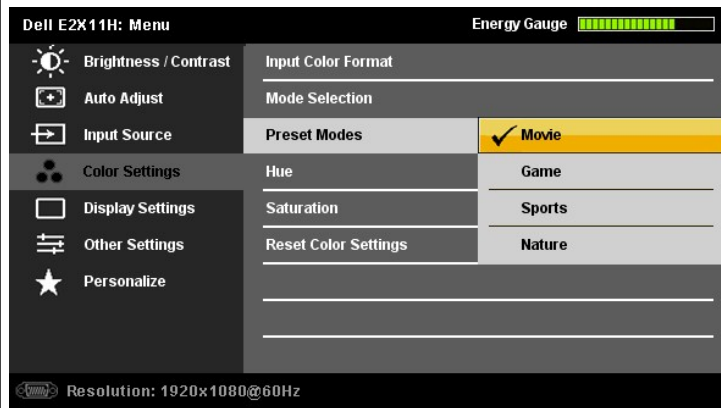 Dell E2X11H: Menu
Energy Gauge
Brightness / Contrast
Input Color Format
Auto Adjust
Mode Selection
Input Source
Preset Modes
Movie
Color Settings
Hue
Game
Display Settings
Saturation
Sports
Other Settings
Reset Color Settings
Nature
Personalize
Resolution: 1920x1080@60Hz